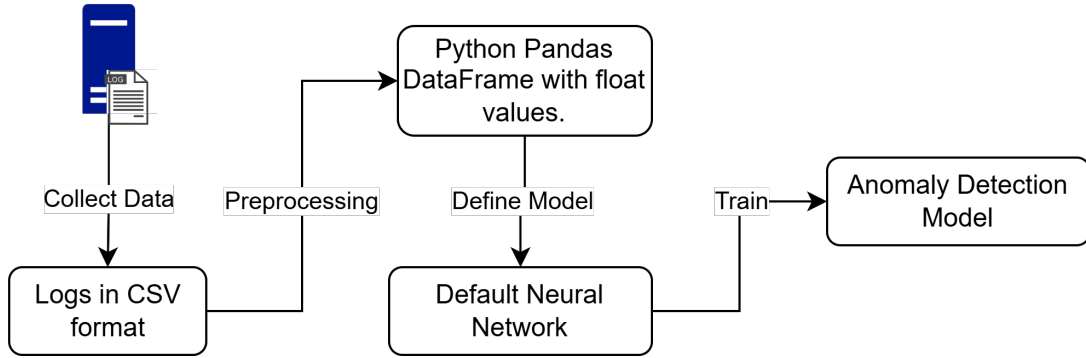 LOG
Collect Data
Logs in CSV
format
Preprocessing
Python Pandas
DataFrame with float
values.
Define Model
Default Neural
Network
Train
Anomaly Detection
Model